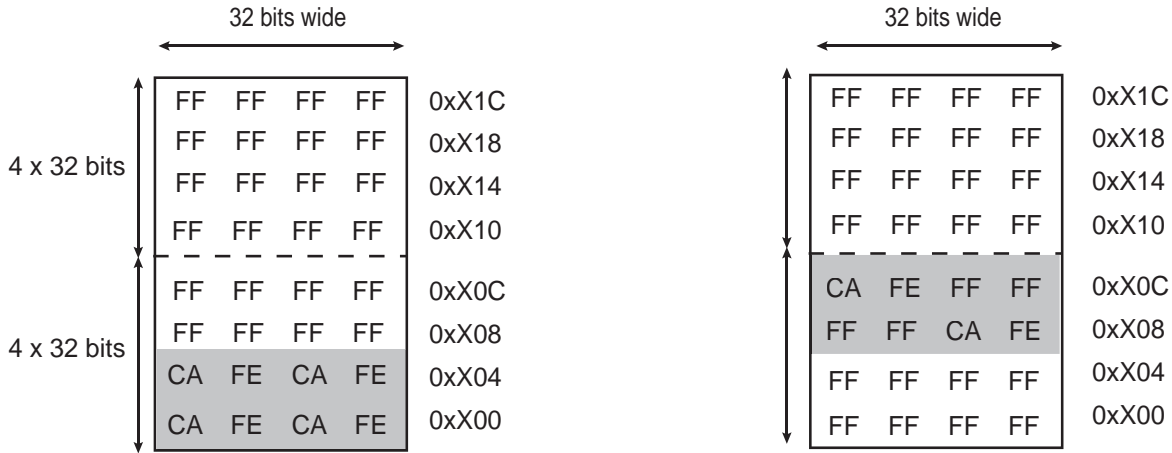 32 bits wide
FF FF FF FF 0xX1C
FF FF FF FF 0xX18
4 x 32 bits
FF FF FF FF 0xX14
FF FF FF FF 0xX10
FF FF FF FF 0xX0C
FF FF FF FF 0xX08
4 x 32 bits
CA FE CA FE 0xX04
CA FE CA FE 0xX00
32 bits wide
FF FF FF FF 0xX1C
FF FF FF FF 0xX18
FF FF FF FF 0xX14
FF FF FF FF 0xX10
CA FE FF FF 0xX0C
FF FF CA FE 0xX08
FF FF FF FF 0xX04
FF FF FF FF 0xX00